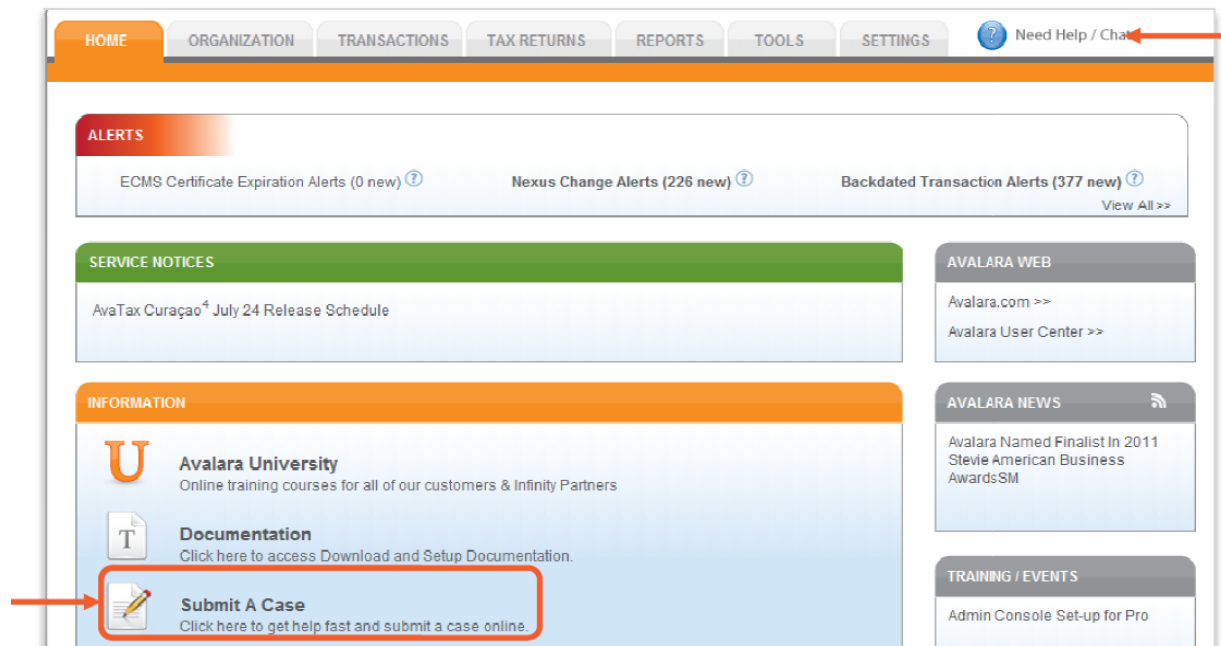 HOME ORGANIZATION TRANSACTIONS TAX RETURNS REPORTS TOOLS SETTINGS Need Help / Chat
ALERTS
ECMS Certificate Expiration Alerts (0 new) Nexus Change Alerts (226 new) Backdated Transaction Alerts (377 new)
View All >>
SERVICE NOTICES
AvaTax Curaçao⁴ July 24 Release Schedule
AVALARA WEB
Avalara.com >>
Avalara User Center >>
INFORMATION
U Avalara University
Online training courses for all of our customers & Infinity Partners
T Documentation
Click here to access Download and Setup Documentation.
Submit A Case
Click here to get help fast and submit a case online.
AVALARA NEWS
Avalara Named Finalist In 2011
Stevie American Business
AwardsSM
TRAINING / EVENTS
Admin Console Set-up for Pro